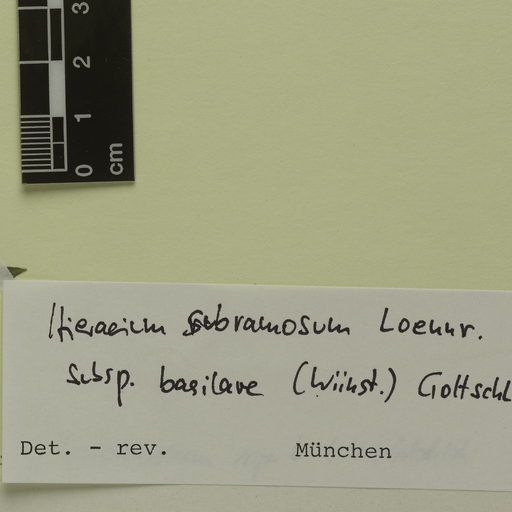 3
2
1
0
cm
Hieracium subramosum Loennr.
subsp. basilare (Wiinst.) Gottschl
Det. - rev. München